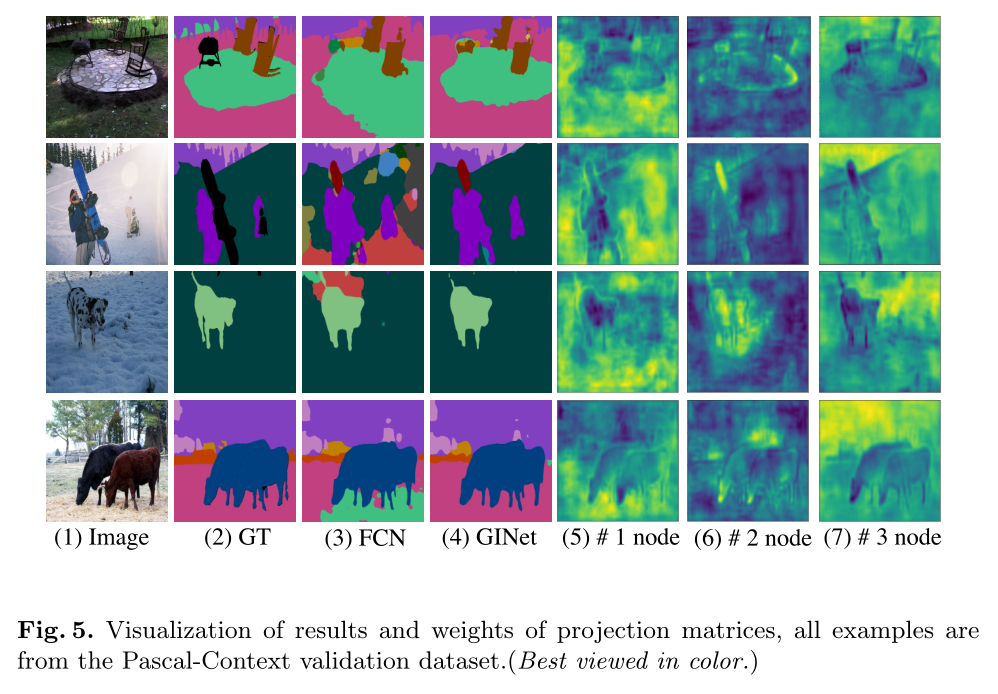 (1) Image (2) GT (3) FCN (4) GINet (5) # 1 node (6) # 2 node (7) # 3 node
Fig. 5. Visualization of results and weights of projection matrices, all examples are
from the Pascal-Context validation dataset.(Best viewed in color.)